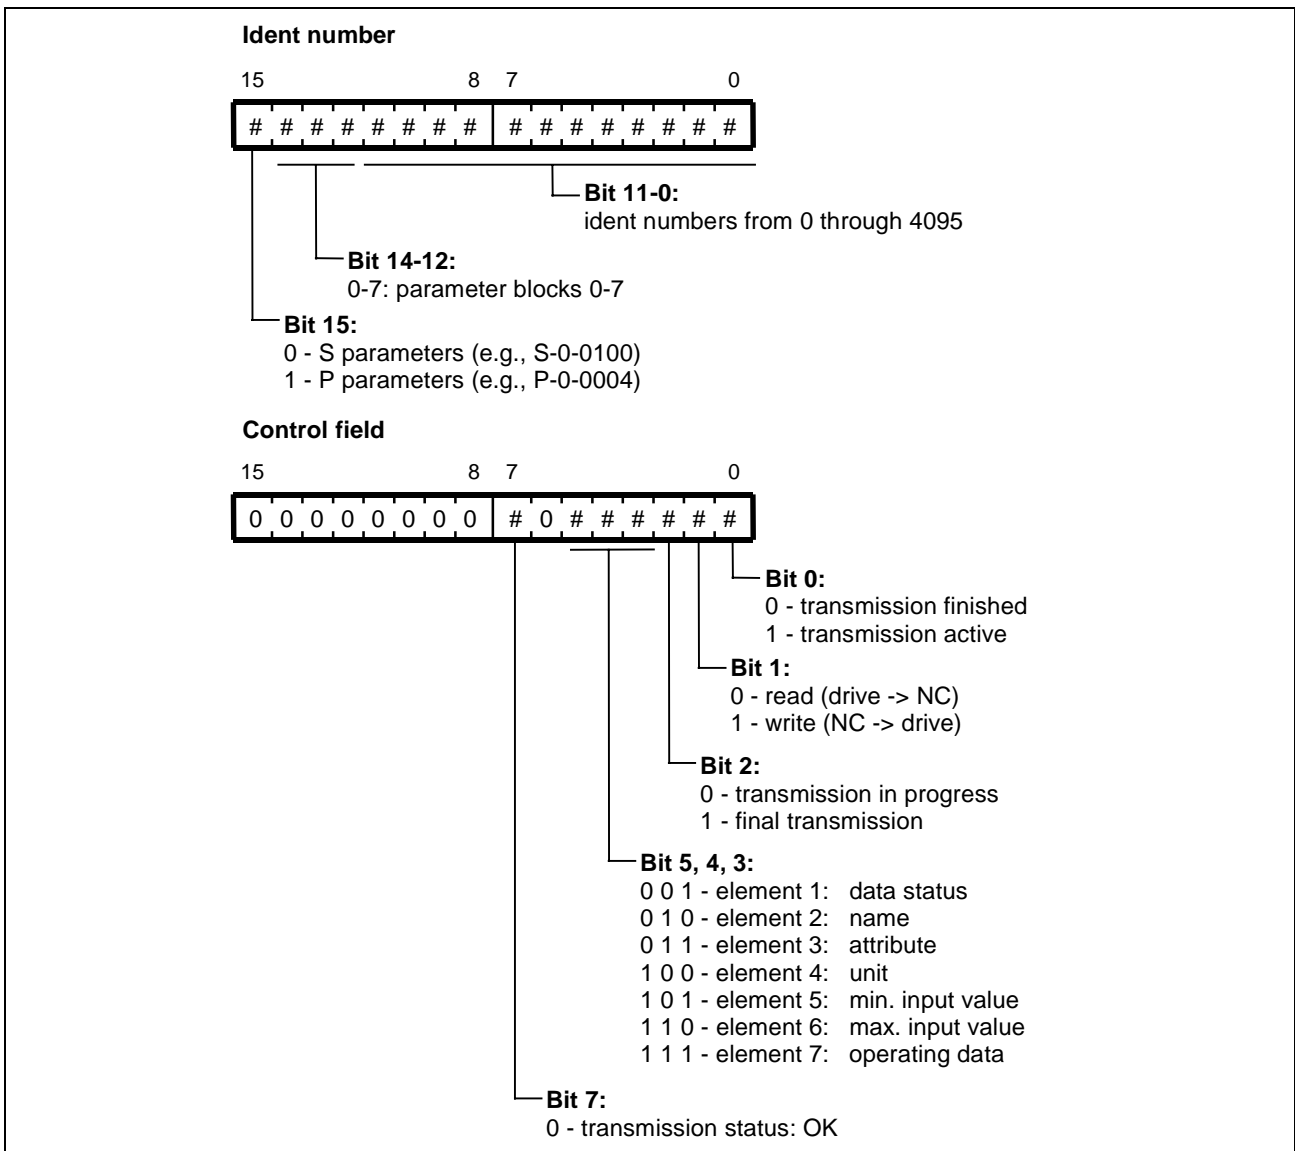 Ident number
15 8 7 0
# # # # # # # # # # # # # # # #
Bit 11-0:
ident numbers from 0 through 4095
Bit 14-12:
0-7: parameter blocks 0-7
Bit 15:
0 - S parameters (e.g., S-0-0100)
1 - P parameters (e.g., P-0-0004)
Control field
15 8 7 0
0 0 0 0 0 0 0 0 # 0 # # # # # #
Bit 0:
0 - transmission finished
1 - transmission active
Bit 1:
0 - read (drive -> NC)
1 - write (NC -> drive)
Bit 2:
0 - transmission in progress
1 - final transmission
Bit 5, 4, 3:
0 0 1 - element 1: data status
0 1 0 - element 2: name
0 1 1 - element 3: attribute
1 0 0 - element 4: unit
1 0 1 - element 5: min. input value
1 1 0 - element 6: max. input value
1 1 1 - element 7: operating data
Bit 7:
0 - transmission status: OK